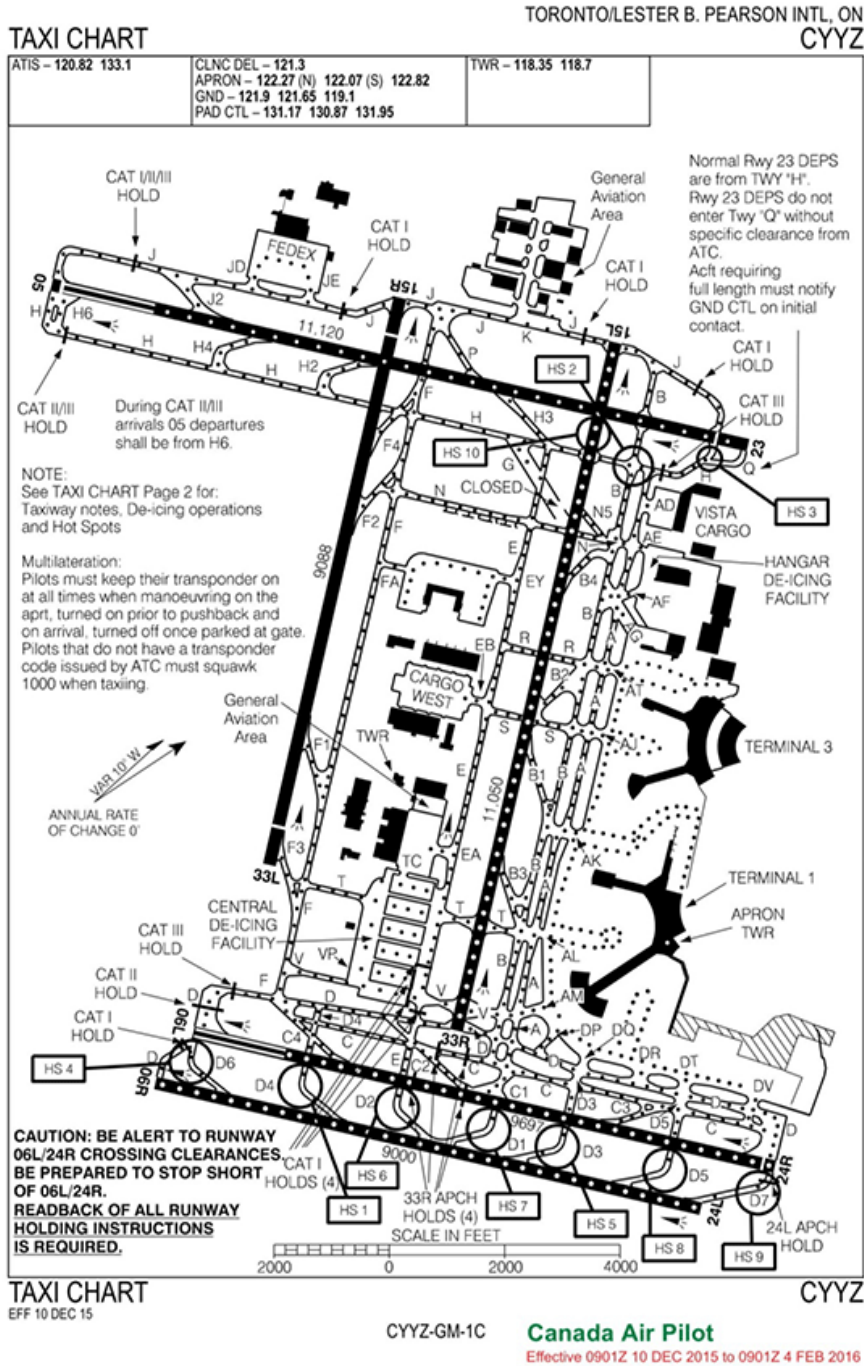 TORONTO/LESTER B. PEARSON INTL, ON
TAXI CHART
CYYZ
ATIS – 120.82 133.1
CLNC DEL – 121.3
APRON – 122.27 (N) 122.07 (S) 122.82
GND – 121.9 121.65 119.1
PAD CTL – 131.17 130.87 131.95
TWR – 118.35 118.7
CAT I/II/III
HOLD
FEDEX
CAT I
HOLD
General
Aviation
Area
CAT I
HOLD
Normal Rwy 23 DEPS
are from TWY "H".
Rwy 23 DEPS do not
enter Twy "Q" without
specific clearance from
ATC.
Acft requiring
full length must notify
GND CTL on initial
contact.
05
J
JD
JE
J2
15R
J
J
J
K
J
15L
J
H
H6
H
H4
H
H2
11,120
P
F
H
H3
HS 2
B
CAT I
HOLD
CAT III
HOLD
23
Q
H
HS 3
CAT II/III
HOLD
During CAT II/III
arrivals 05 departures
shall be from H6.
HS 10
F4
G
CLOSED
B
AD
VISTA
CARGO
NOTE:
See TAXI CHART Page 2 for:
Taxiway notes, De-icing operations
and Hot Spots
F2
F
N
N5
N
E
AE
HANGAR
DE-ICING
FACILITY
Multilateration:
Pilots must keep their transponder on
at all times when manoeuvring on the
aprt, turned on prior to pushback and
on arrival, turned off once parked at gate.
Pilots that do not have a transponder
code issued by ATC must squawk
1000 when taxiing.
9088
FA
EY
B4
AF
B
A
G
EB
R
R
B2
AT
CARGO
WEST
A
General
Aviation
Area
TWR
F1
S
S
AJ
TERMINAL 3
VAR 10° W
ANNUAL RATE
OF CHANGE 0'
E
11,050
B1
B
A
F3
33L
TC
EA
AK
B3
B
A
TERMINAL 1
T
T
T
APRON
TWR
CENTRAL
DE-ICING
FACILITY
F
CAT III
HOLD
V
VP
AL
B
A
CAT II
HOLD
F
D
D
V
V
AM
CAT I
HOLD
06L
D4
C4
C
33R
D
A
DP
DQ
DR
DT
DV
HS 4
D
06R
D6
D4
E
C2
C
C1
C
D3
C3
D
D5
C
D
D2
9697
D1
D3
D5
24R
9000
24L
D7
CAUTION: BE ALERT TO RUNWAY
06L/24R CROSSING CLEARANCES.
BE PREPARED TO STOP SHORT
OF 06L/24R.
READBACK OF ALL RUNWAY
HOLDING INSTRUCTIONS
IS REQUIRED.
CAT I
HOLDS (4)
HS 1
HS 6
33R APCH
HOLDS (4)
HS 7
HS 5
HS 8
HS 9
24L APCH
HOLD
SCALE IN FEET
2000
0
2000
4000
TAXI CHART
CYYZ
EFF 10 DEC 15
CYYZ-GM-1C
Canada Air Pilot
Effective 0901Z 10 DEC 2015 to 0901Z 4 FEB 2016